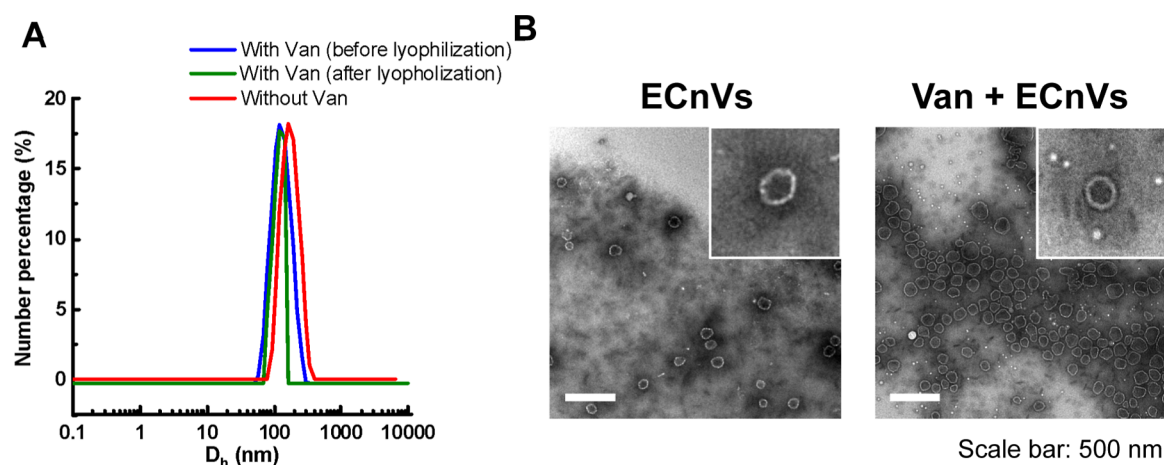 A
With Van (before lyophilization)
With Van (after lyopholization)
Without Van
20
15
10
5
0
Number percentage (%)
0.1 1 10 100 1000 10000
Dh (nm)
B
ECnVs
Van + ECnVs
Scale bar: 500 nm